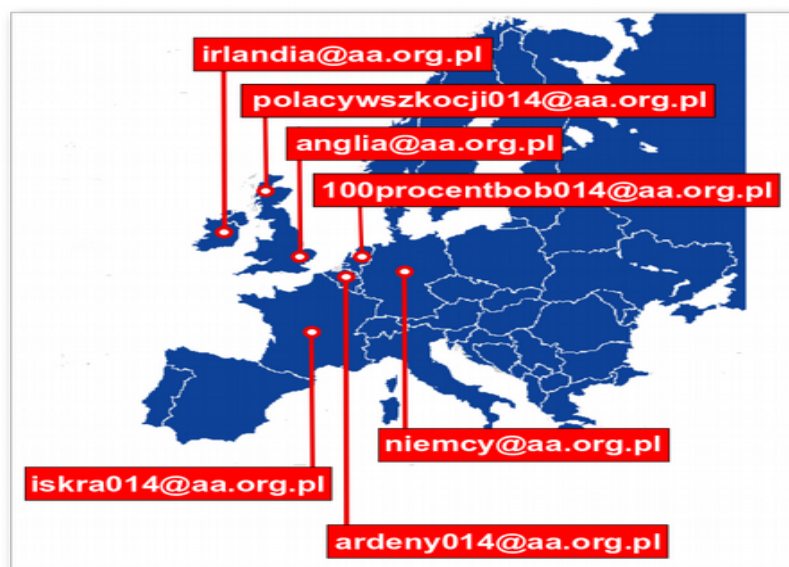 irlandia@aa.org.pl
polacywszkocji014@aa.org.pl
anglia@aa.org.pl
100procentbob014@aa.org.pl
niemcy@aa.org.pl
iskra014@aa.org.pl
ardeny014@aa.org.pl